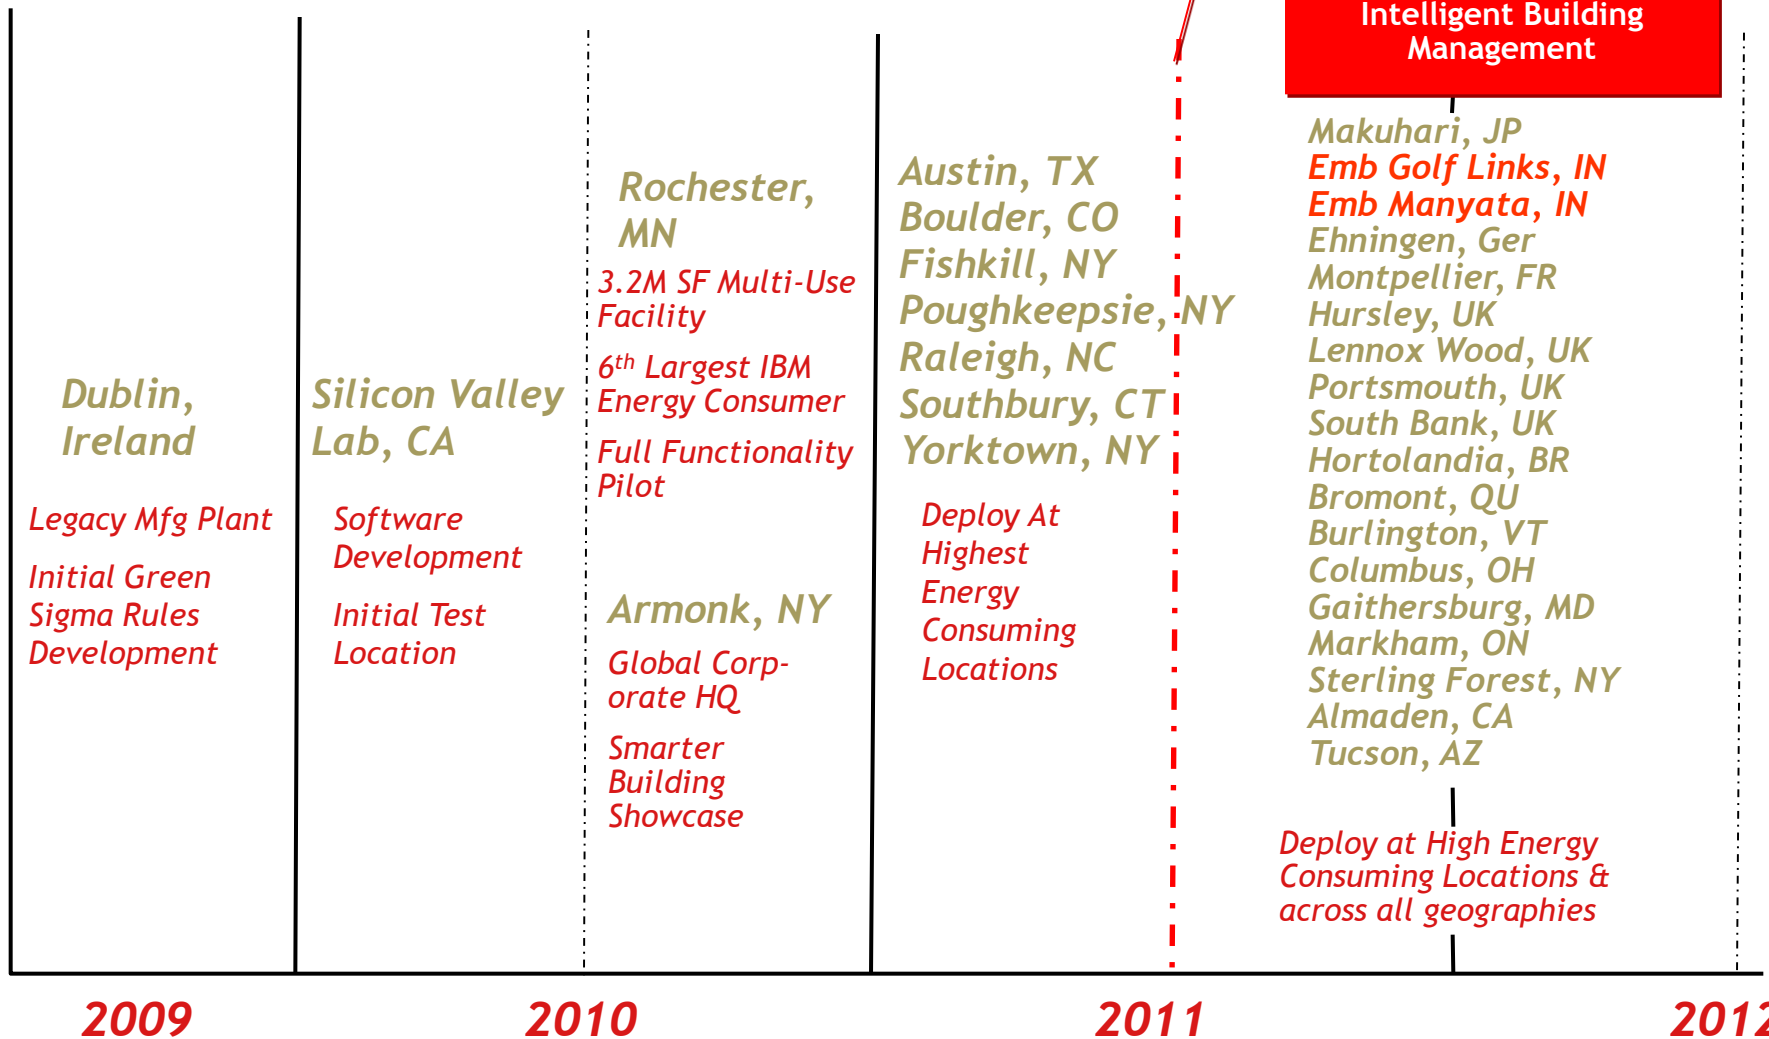 Intelligent Building
Management
Dublin,
Ireland
Legacy Mfg Plant
Initial Green
Sigma Rules
Development
Silicon Valley
Lab, CA
Software
Development
Initial Test
Location
Rochester,
MN
3.2M SF Multi-Use
Facility
6th Largest IBM
Energy Consumer
Full Functionality
Pilot
Armonk, NY
Global Corp-
orate HQ
Smarter
Building
Showcase
Austin, TX
Boulder, CO
Fishkill, NY
Poughkeepsie, NY
Raleigh, NC
Southbury, CT
Yorktown, NY
Deploy At
Highest
Energy
Consuming
Locations
Makuhari, JP
Emb Golf Links, IN
Emb Manyata, IN
Ehningen, Ger
Montpellier, FR
Hursley, UK
Lennox Wood, UK
Portsmouth, UK
South Bank, UK
Hortolandia, BR
Bromont, QU
Burlington, VT
Columbus, OH
Gaithersburg, MD
Markham, ON
Sterling Forest, NY
Almaden, CA
Tucson, AZ
Deploy at High Energy
Consuming Locations &
across all geographies
2009
2010
2011
2012